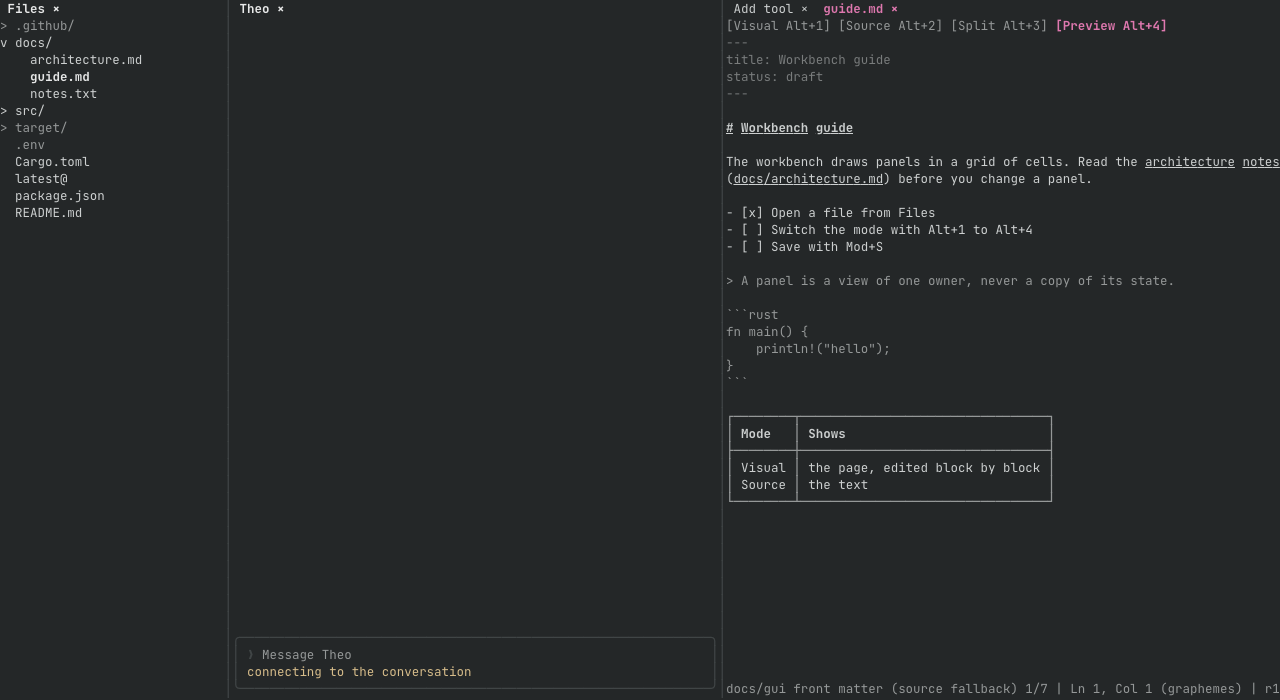 Files ×
> .github/
v docs/
architecture.md
guide.md
notes.txt
> src/
> target/
.env
Cargo.toml
latest@
package.json
README.md
Theo ×
❭ Message Theo
connecting to the conversation
Add tool × guide.md ×
[Visual Alt+1] [Source Alt+2] [Split Alt+3] [Preview Alt+4]
---
title: Workbench guide
status: draft
---
# Workbench guide
The workbench draws panels in a grid of cells. Read the architecture notes
(docs/architecture.md) before you change a panel.
- [x] Open a file from Files
- [ ] Switch the mode with Alt+1 to Alt+4
- [ ] Save with Mod+S
> A panel is a view of one owner, never a copy of its state.
```rust
fn main() {
println!("hello");
}
```
Mode Shows
Visual the page, edited block by block
Source the text
docs/gui front matter (source fallback) 1/7 | Ln 1, Col 1 (graphemes) | r1